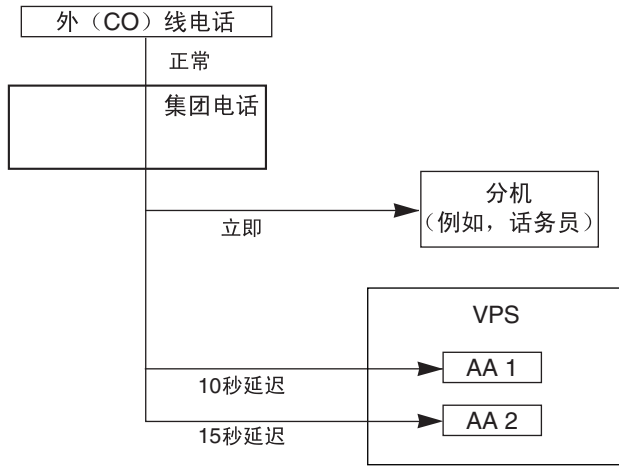 外（CO）线电话
正常
集团电话
分机
（例如，话务员）
立即
VPS
AA 1
10秒延迟
AA 2
15秒延迟